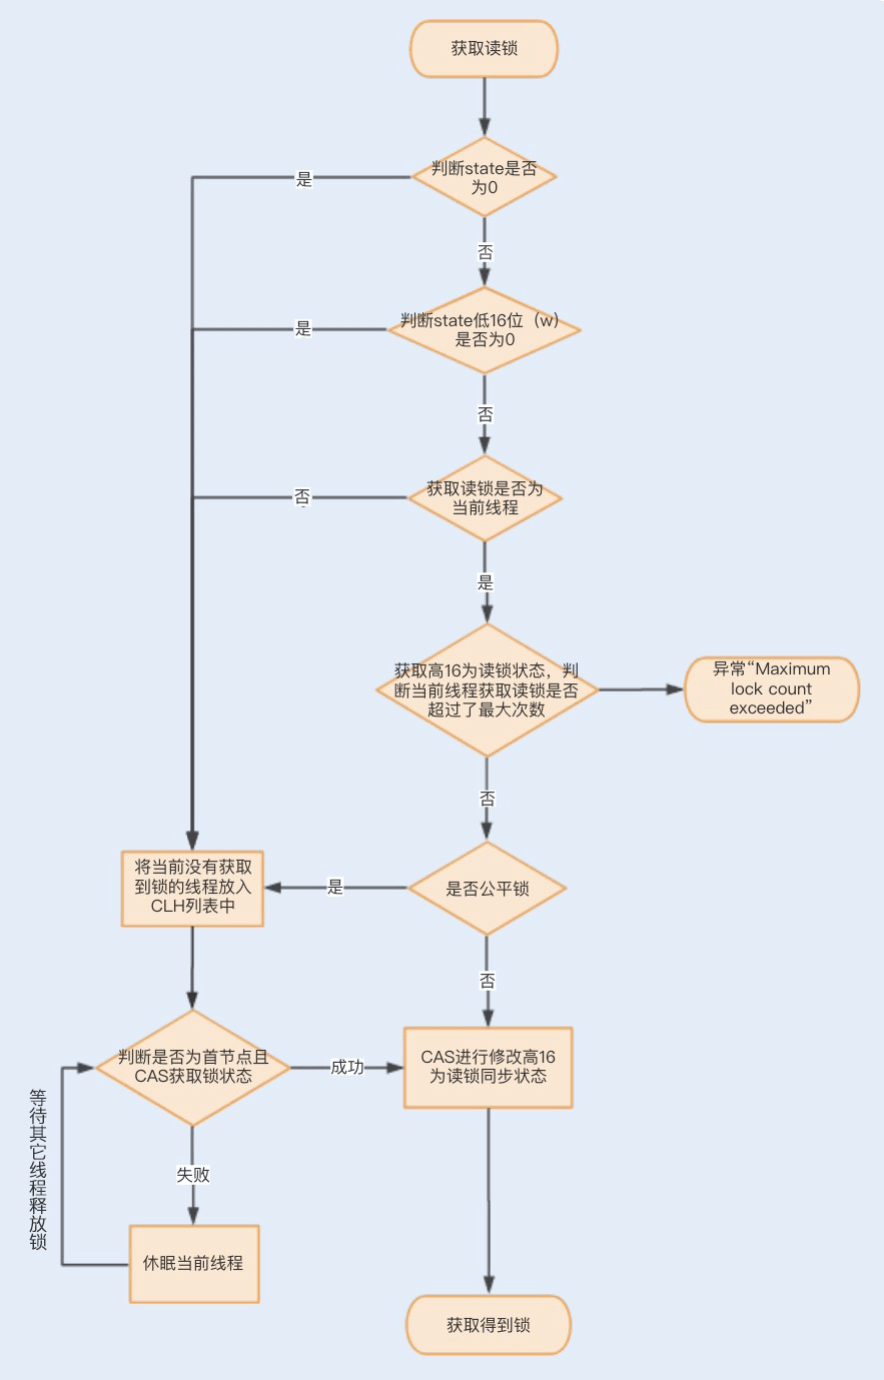 获取读锁
判断state是否
为0
是
否
判断state低16位（w）
是否为0
是
否
获取读锁是否为
当前线程
否
是
获取高16为读锁状态，判
断当前线程获取读锁是否
超过了最大次数
异常“Maximum
lock count
exceeded”
否
是否公平锁
是
将当前没有获取
到锁的线程放入
CLH列表中
否
判断是否为首节点且
CAS获取锁状态
成功
CAS进行修改高16
为读锁同步状态
等待其它线程释放锁
失败
休眠当前线程
获取得到锁